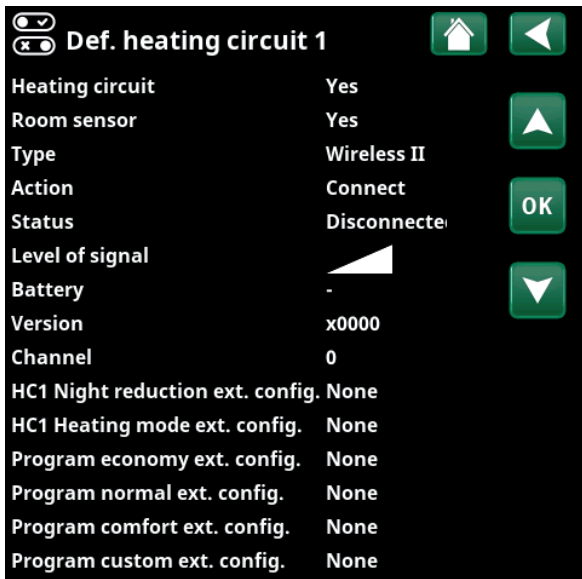 Def. heating circuit 1
Heating circuit Yes
Room sensor Yes
Type Wireless II
Action Connect
Status Disconnecte
Level of signal
Battery -
Version x0000
Channel 0
HC1 Night reduction ext. config. None
HC1 Heating mode ext. config. None
Program economy ext. config. None
Program normal ext. config. None
Program comfort ext. config. None
Program custom ext. config. None
OK